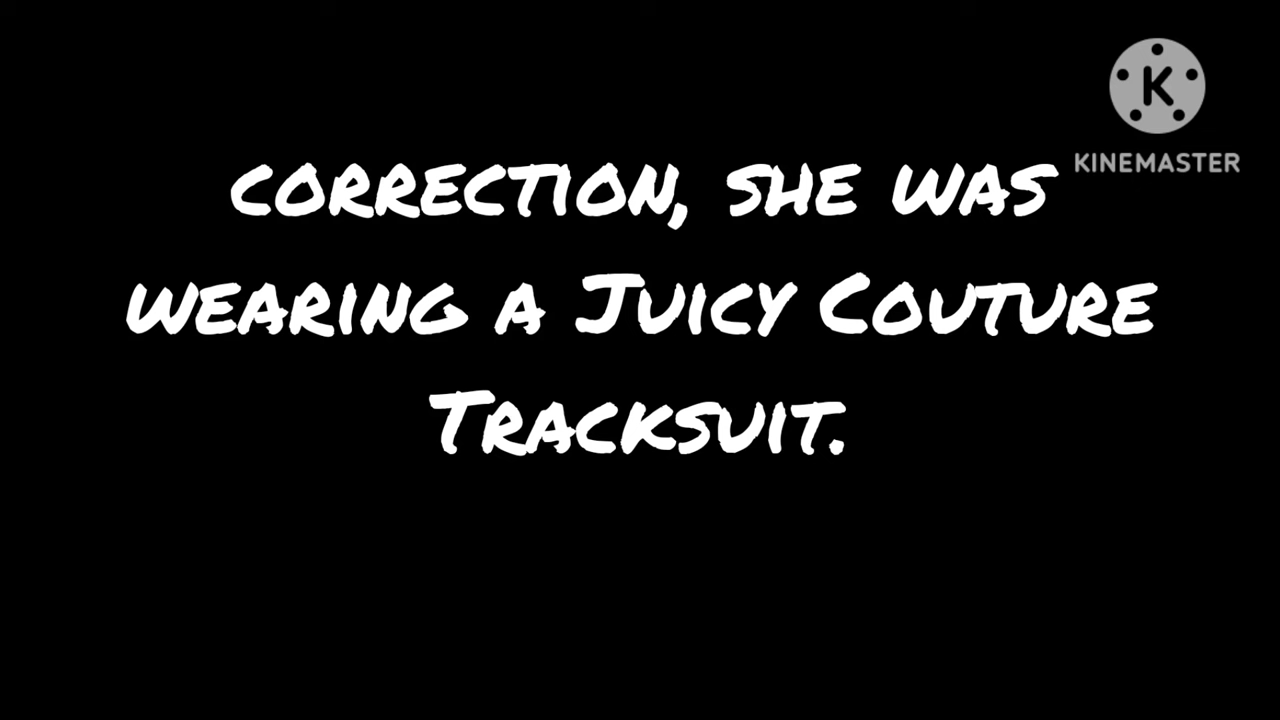 correction, she was
wearing a Juicy Couture
Tracksuit.
K
KINEMASTER